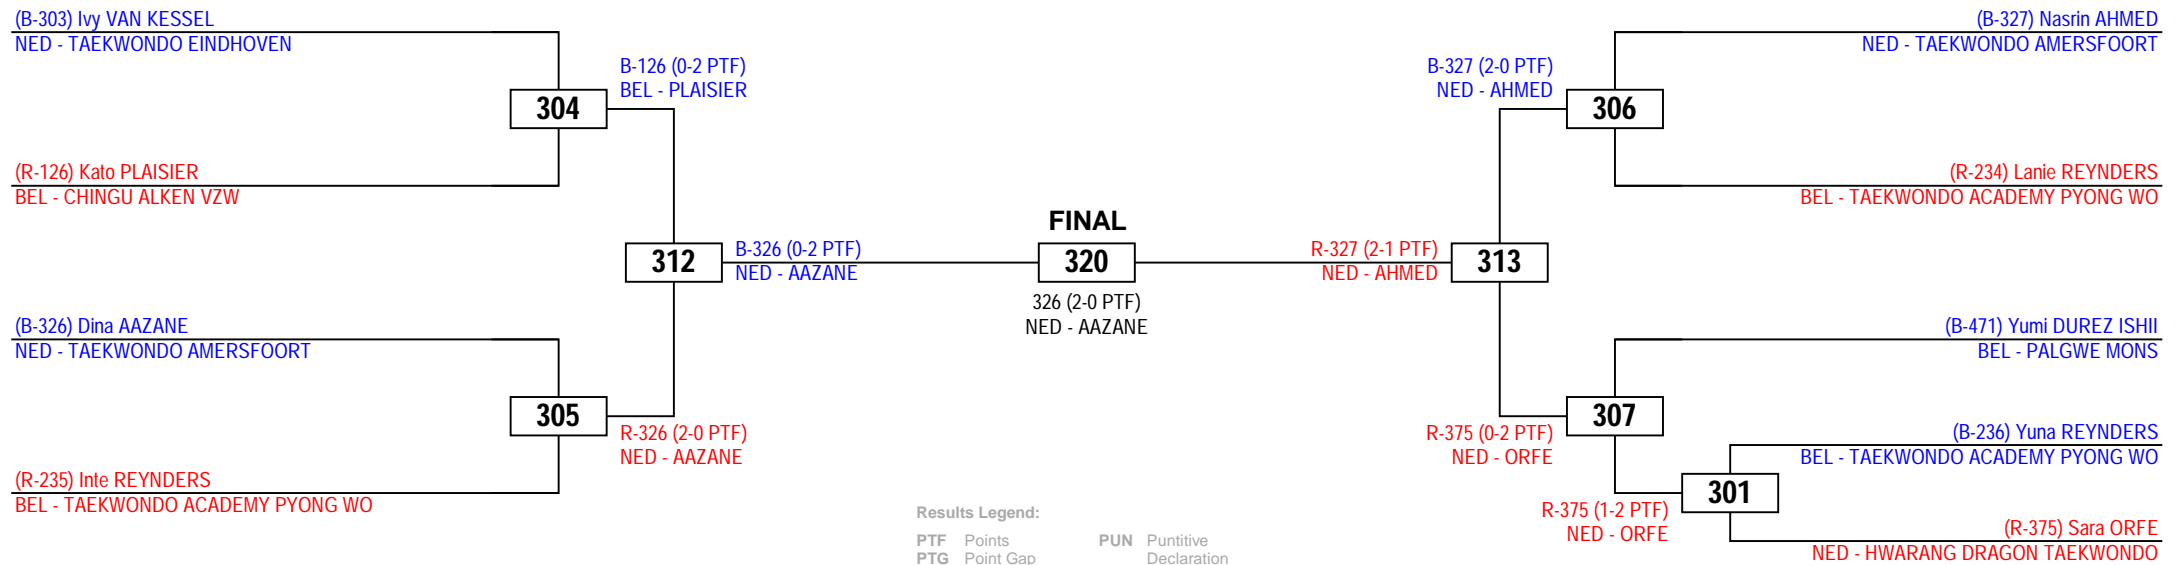 (B-303) Ivy VAN KESSEL
NED - TAEKWONDO EINDHOVEN
B-126 (0-2 PTF)
BEL - PLAISIER
304
(R-126) Kato PLAISIER
BEL - CHINGU ALKEN VZW
312
B-326 (0-2 PTF)
NED - AAZANE
(B-326) Dina AAZANE
NED - TAEKWONDO AMERSFOORT
305
R-326 (2-0 PTF)
NED - AAZANE
(R-235) Inte REYNDERS
BEL - TAEKWONDO ACADEMY PYONG WO
FINAL
320
326 (2-0 PTF)
NED - AAZANE
(B-327) Nasrin AHMED
NED - TAEKWONDO AMERSFOORT
B-327 (2-0 PTF)
NED - AHMED
306
(R-234) Lanie REYNDERS
BEL - TAEKWONDO ACADEMY PYONG WO
R-327 (2-1 PTF)
NED - AHMED
313
(B-471) Yumi DUREZ ISHII
BEL - PALGWE MONS
307
R-375 (0-2 PTF)
NED - ORFE
(B-236) Yuna REYNDERS
BEL - TAEKWONDO ACADEMY PYONG WO
301
R-375 (1-2 PTF)
NED - ORFE
(R-375) Sara ORFE
NED - HWARANG DRAGON TAEKWONDO
Results Legend:
PTF Points PUN Puntitive
PTG Point Gap Declaration